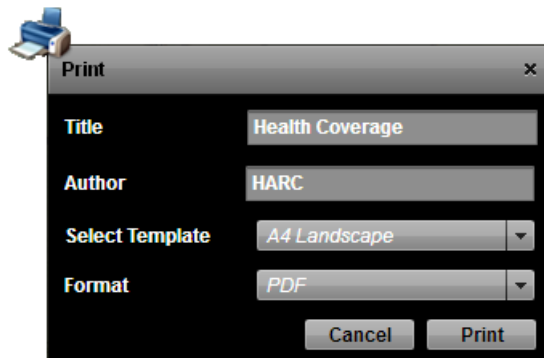 Print
Title Health Coverage
Author HARC
Select Template A4 Landscape
Format PDF
Cancel Print